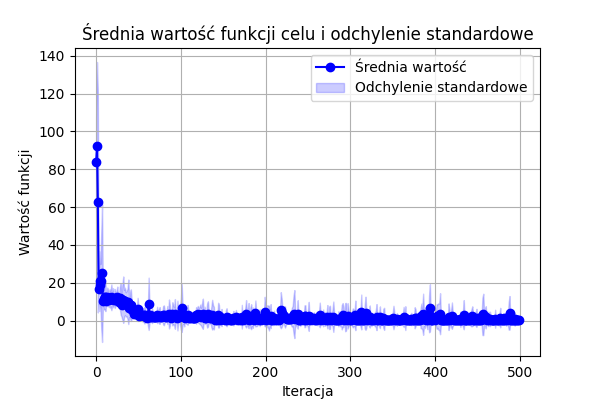 Średnia wartość funkcji celu i odchylenie standardowe
Średnia wartość
Odchylenie standardowe
Wartość funkcji
140
120
100
80
60
40
20
0
0 100 200 300 400 500
Iteracja